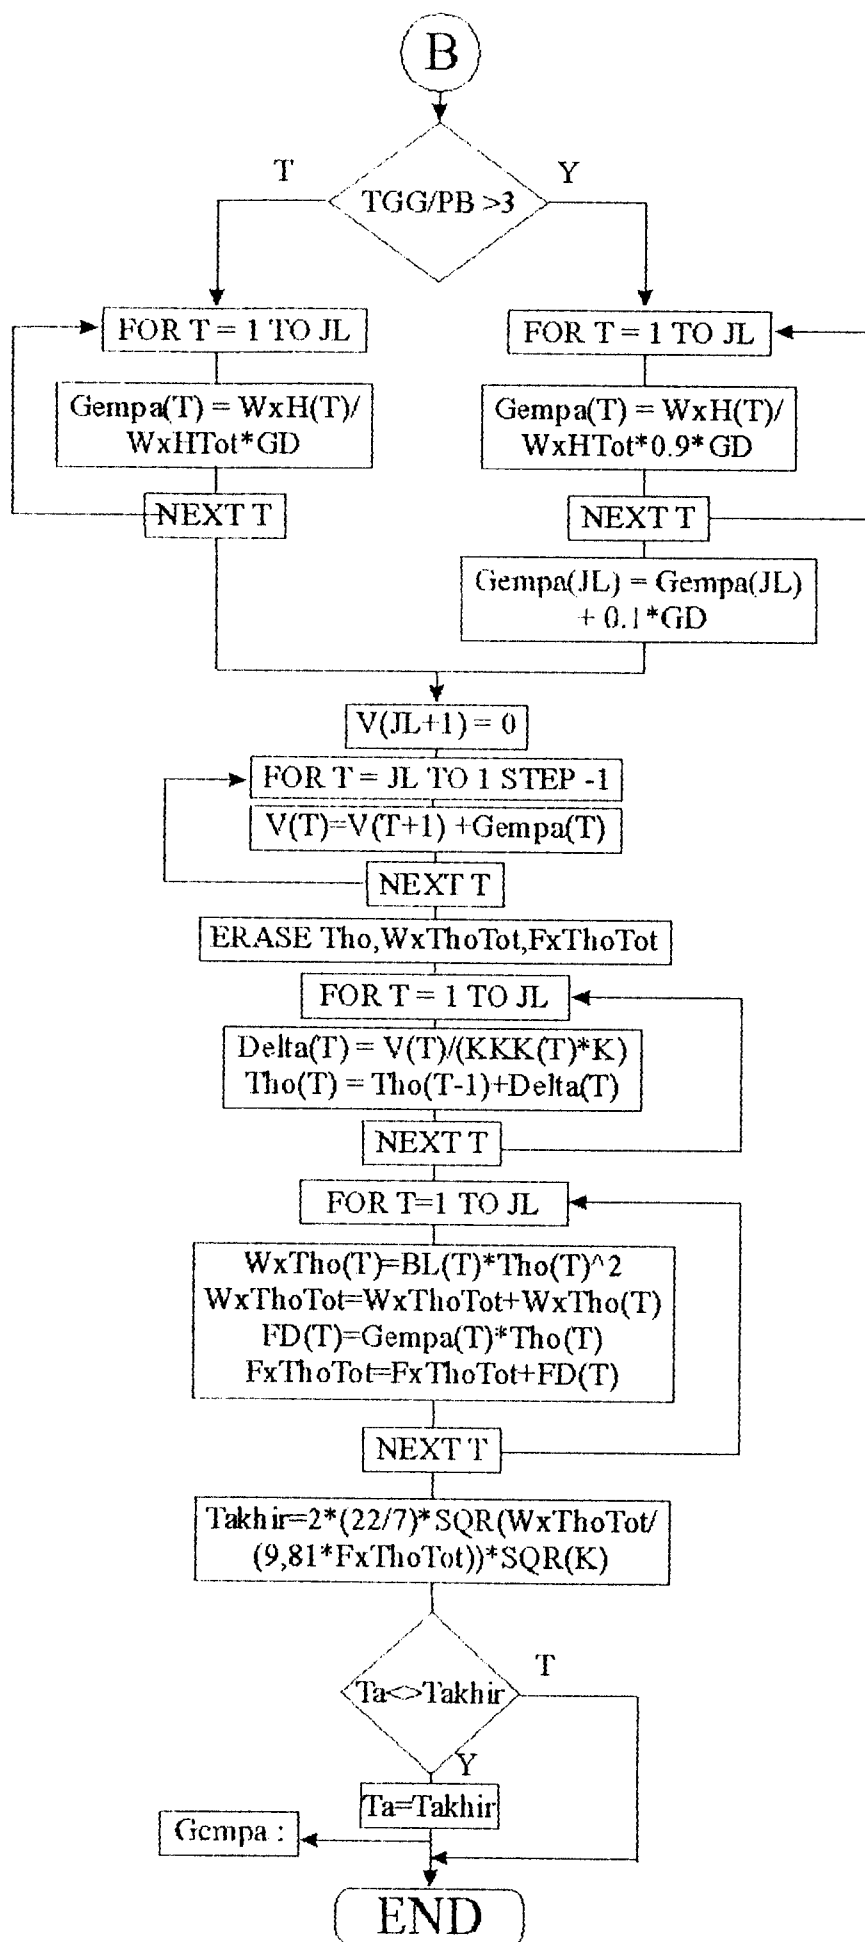 B
TGG/PB >3
T
Y
FOR T = 1 TO JL
Gempa(T) = WxH(T)/
WxHTot*GD
NEXT T
FOR T = 1 TO JL
Gempa(T) = WxH(T)/
WxHTot*0.9*GD
NEXT T
Gempa(JL) = Gempa(JL)
+ 0.1*GD
V(JL+1) = 0
FOR T = JL TO 1 STEP -1
V(T)=V(T+1) +Gempa(T)
NEXT T
ERASE Tho,WxThoTot,FxThoTot
FOR T = 1 TO JL
Delta(T) = V(T)/(KKK(T)*K)
Tho(T) = Tho(T-1)+Delta(T)
NEXT T
FOR T=1 TO JL
WxTho(T)=BL(T)*Tho(T)^2
WxThoTot=WxThoTot+WxTho(T)
FD(T)=Gempa(T)*Tho(T)
FxThoTot=FxThoTot+FD(T)
NEXT T
Takhir=2*(22/7)*SQR(WxThoTot/
(9,81*FxThoTot))*SQR(K)
Ta<>Takhir
T
Y
Ta=Takhir
Gempa :
END